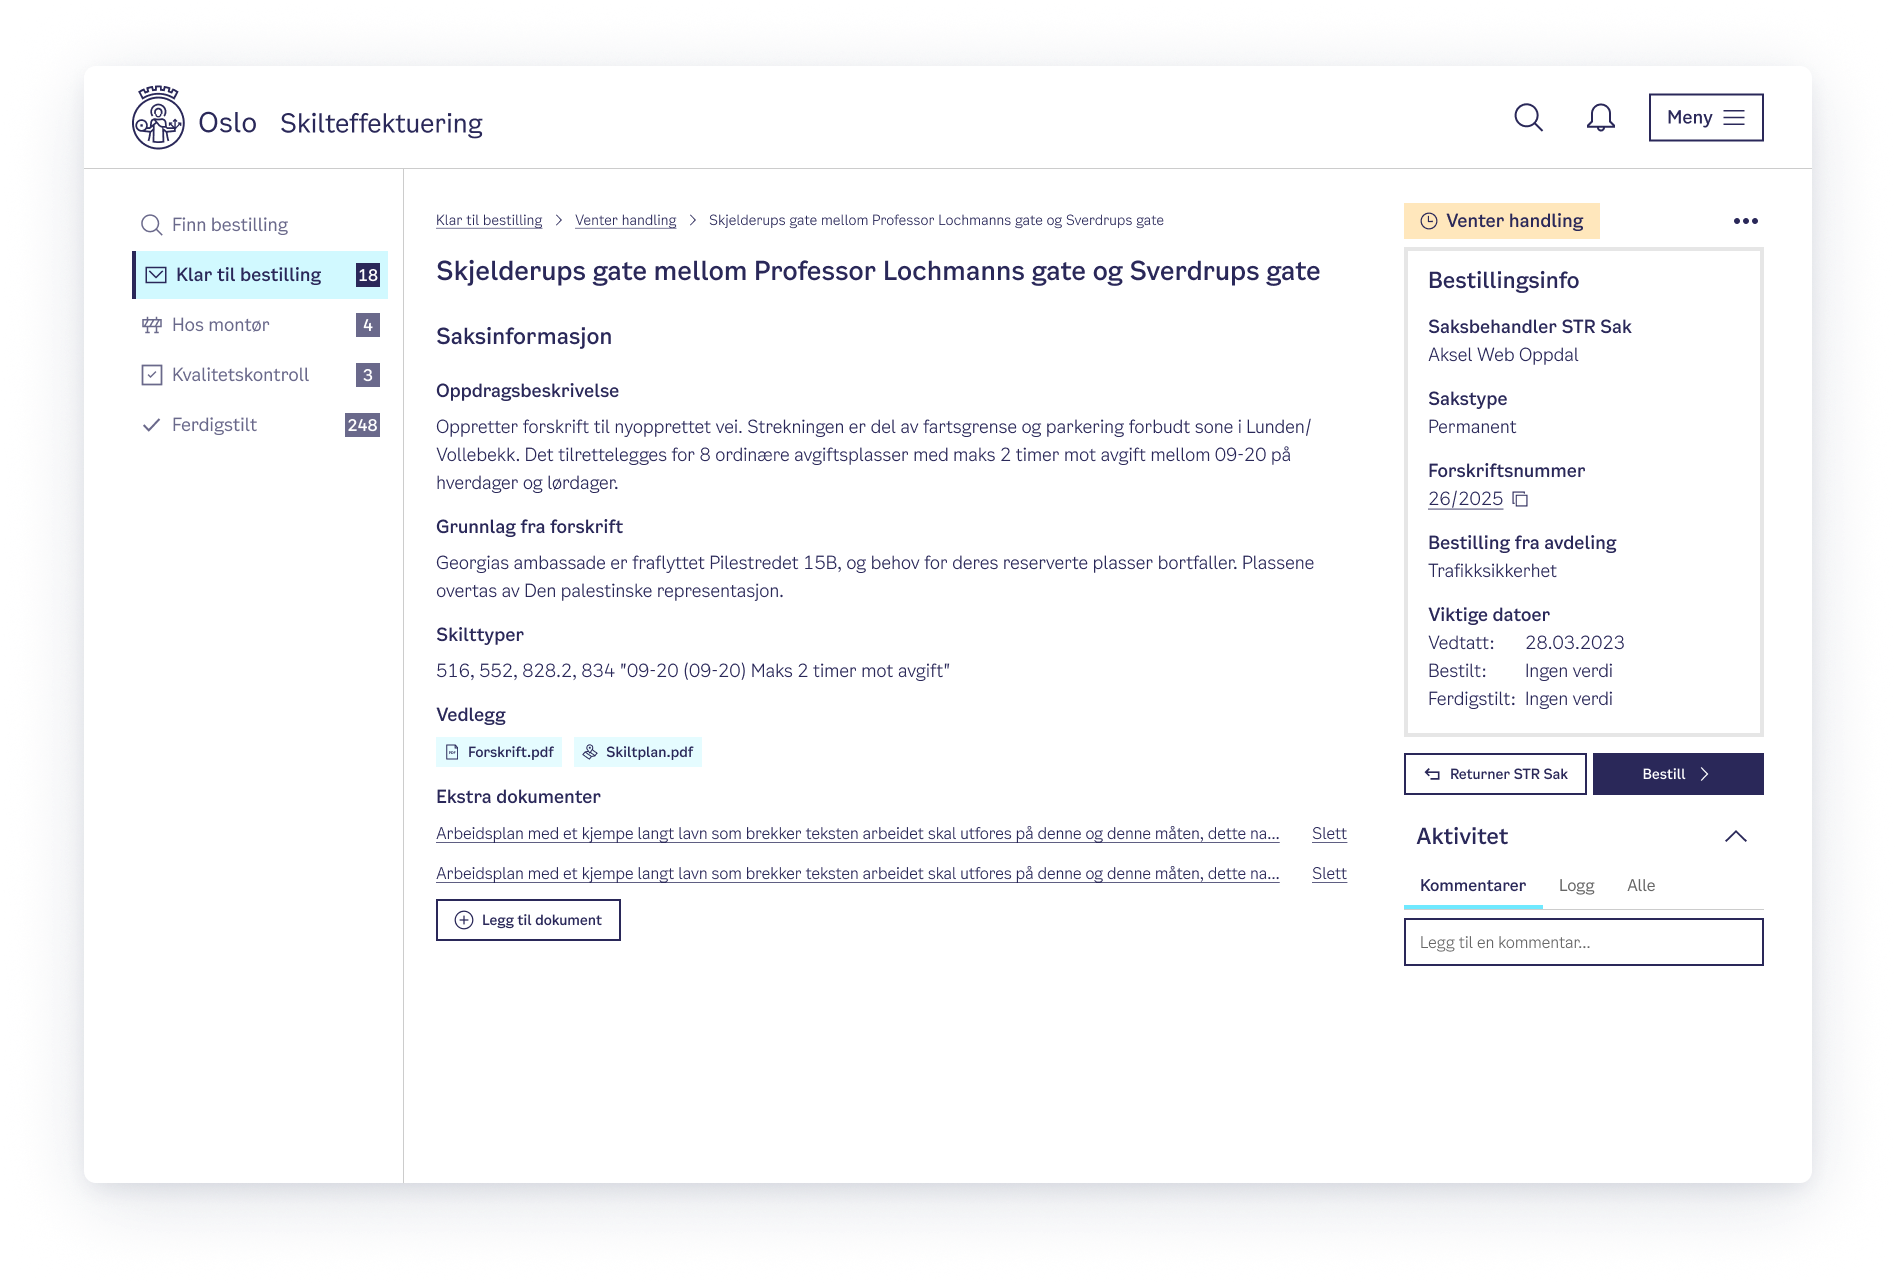 Oslo Skilteffektuering
Meny
Finn bestilling
Klar til bestilling 18
Hos montør 4
Kvalitetskontroll 3
Ferdigstilt 248
Klar til bestilling > Venter handling > Skjelderups gate mellom Professor Lochmanns gate og Sverdrups gate
Skjelderups gate mellom Professor Lochmanns gate og Sverdrups gate
Saksinformasjon
Oppdragsbeskrivelse
Oppretter forskrift til nyopprettet vei. Strekningen er del av fartsgrense og parkering forbudt sone i Lunden/
Vollebekk. Det tilrettelegges for 8 ordinære avgiftsplasser med maks 2 timer mot avgift mellom 09-20 på
hverdager og lørdager.
Grunnlag fra forskrift
Georgias ambassade er fraflyttet Pilestredet 15B, og behov for deres reserverte plasser bortfaller. Plassene
overtas av Den palestinske representasjon.
Skilttyper
516, 552, 828.2, 834 "09-20 (09-20) Maks 2 timer mot avgift"
Vedlegg
Forskrift.pdf Skiltplan.pdf
Ekstra dokumenter
Arbeidsplan med et kjempe langt lavn som brekker teksten arbeidet skal utfores på denne og denne måten, dette na... Slett
Arbeidsplan med et kjempe langt lavn som brekker teksten arbeidet skal utfores på denne og denne måten, dette na... Slett
Legg til dokument
Venter handling
Bestillingsinfo
Saksbehandler STR Sak
Aksel Web Oppdal
Sakstype
Permanent
Forskriftsnummer
26/2025
Bestilling fra avdeling
Trafikksikkerhet
Viktige datoer
Vedtatt: 28.03.2023
Bestilt: Ingen verdi
Ferdigstilt: Ingen verdi
Returner STR Sak
Bestill
Aktivitet
Kommentarer Logg Alle
Legg til en kommentar...